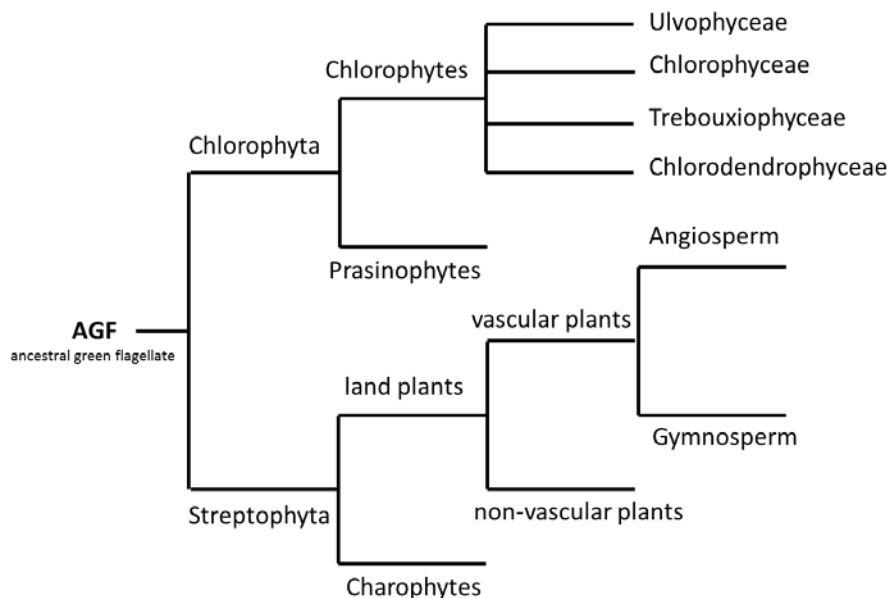 Ulvophyceae
Chlorophytes
Chlorophyceae
Trebouxiophyceae
Chlorophyta
Chlorodendrophyceae
Angiosperm
Prasinophytes
vascular plants
AGF
ancestral green flagellate
land plants
Gymnosperm
Streptophyta
non-vascular plants
Charophytes